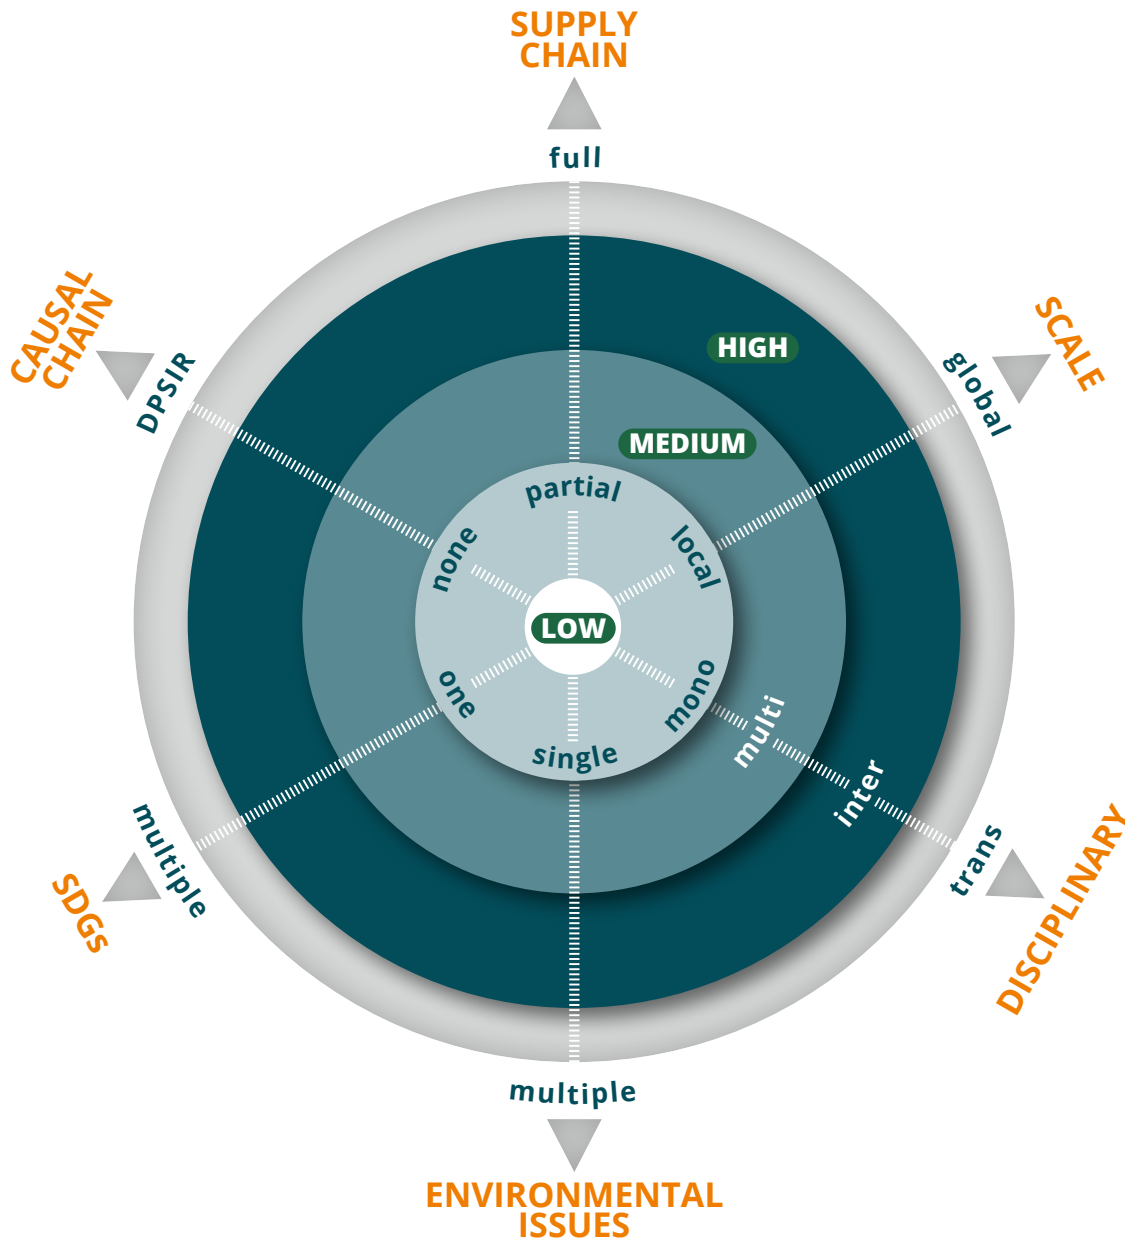 SUPPLY
CHAIN
full
CAUSAL
CHAIN
DPSIR
SCALE
global
HIGH
MEDIUM
partial
none
local
LOW
one
mono
single
multi
inter
trans
DISCIPLINARY
multiple
SDGs
multiple
ENVIRONMENTAL
ISSUES